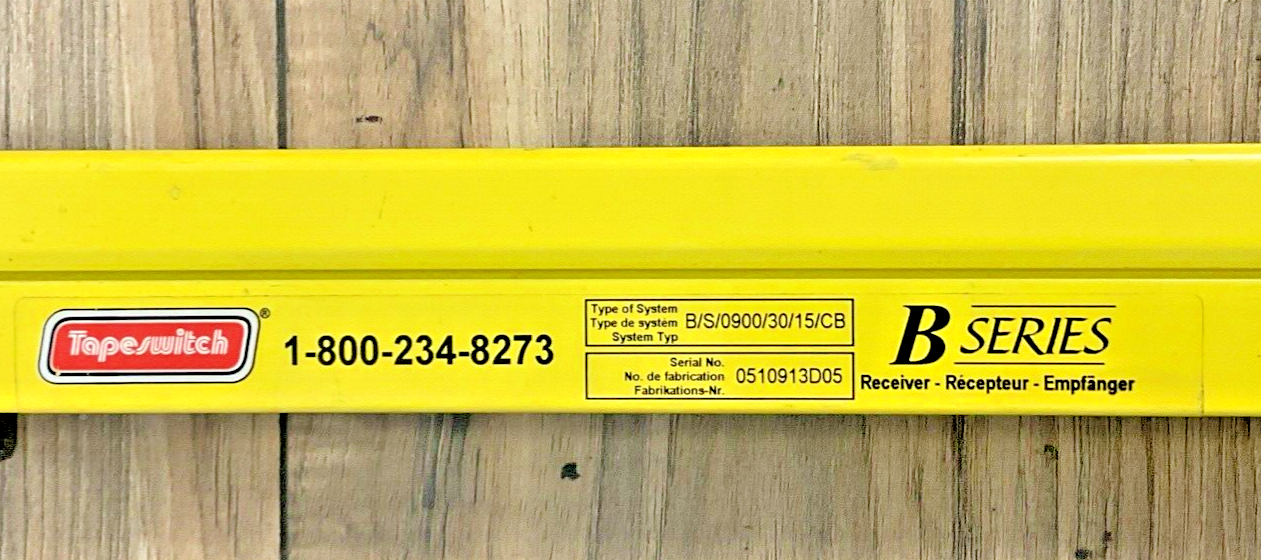 Tapeswitch®
1-800-234-8273
Type of System
Type de systèm
System Typ
B/S/0900/30/15/CB
Serial No.
No. de fabrication
Fabrikations-Nr.
0510913D05
B SERIES
Receiver - Récepteur - Empfänger